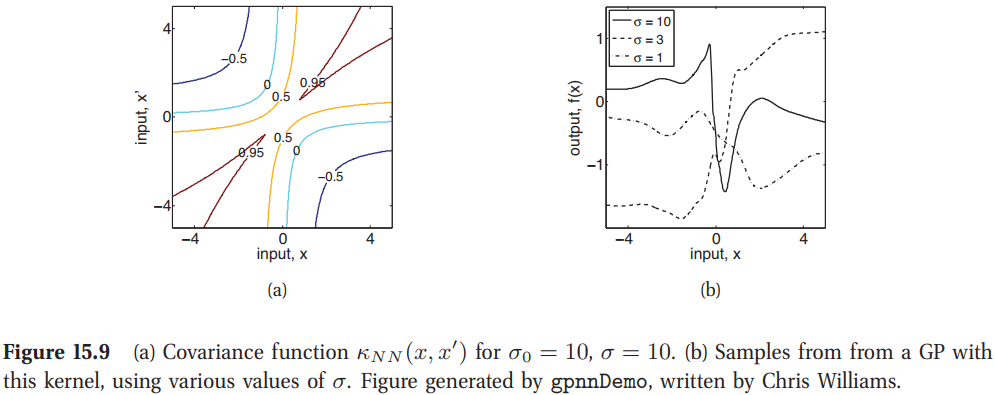 4
0
−4
input, x'
−0.5
0
0.5
0.95
0.95
0.5
0
−0.5
−4 0 4
input, x
(a)
1
0
−1
output, f(x)
σ = 10
σ = 3
σ = 1
−4 0 4
input, x
(b)
Figure 15.9 (a) Covariance function κNN(x, x′) for σ0 = 10, σ = 10. (b) Samples from from a GP with
this kernel, using various values of σ. Figure generated by gpnnDemo, written by Chris Williams.